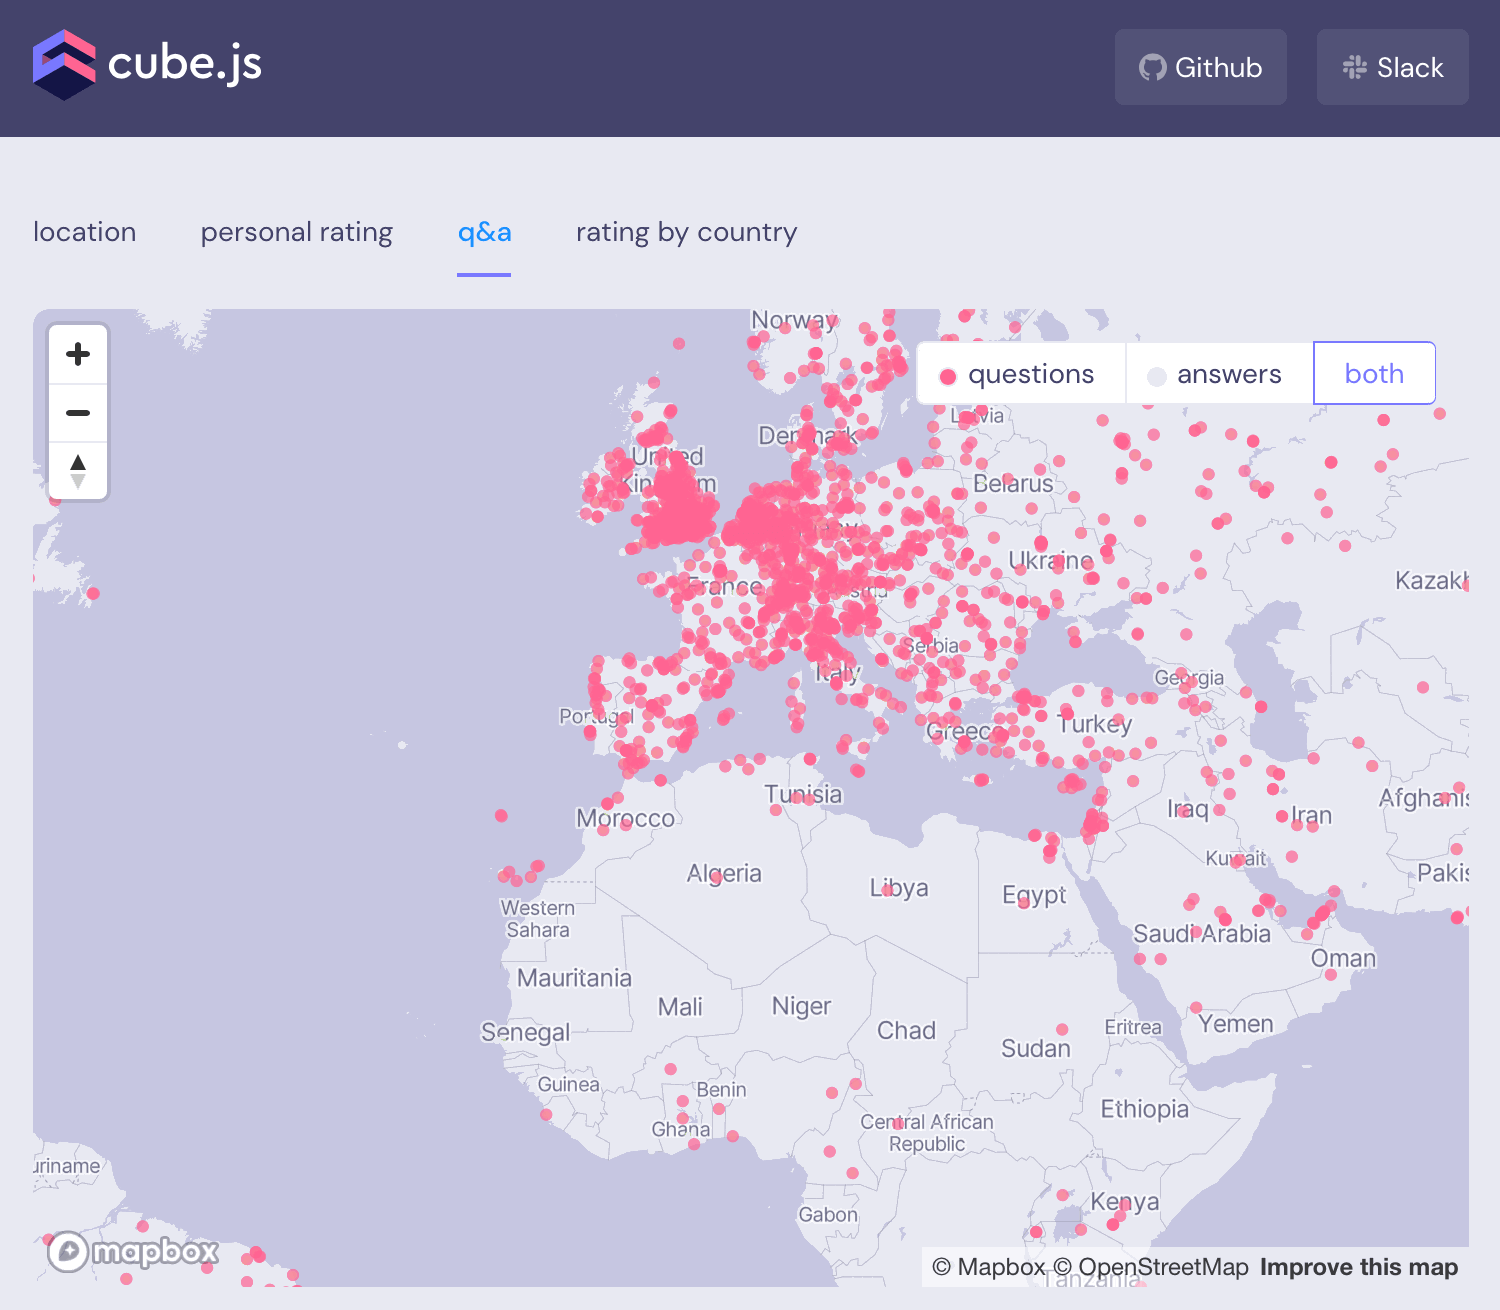 cube.js
Github
Slack
location
personal rating
q&a
rating by country
Norway
questions
answers
both
Latvia
Denmark
United
Kingdom
Belarus
Ukraine
France
Kazakh
Serbia
Italy
Georgia
Portugal
Greece
Turkey
Tunisia
Morocco
Iraq
Iran
Afghanis
Kuwait
Algeria
Libya
Egypt
Pakis
Western
Sahara
Saudi Arabia
Oman
Mauritania
Mali
Niger
Chad
Sudan
Eritrea
Yemen
Senegal
Guinea
Benin
Ghana
Central African
Republic
Ethiopia
uriname
Kenya
Gabon
mapbox
© Mapbox © OpenStreetMap Improve this map
Tanzania